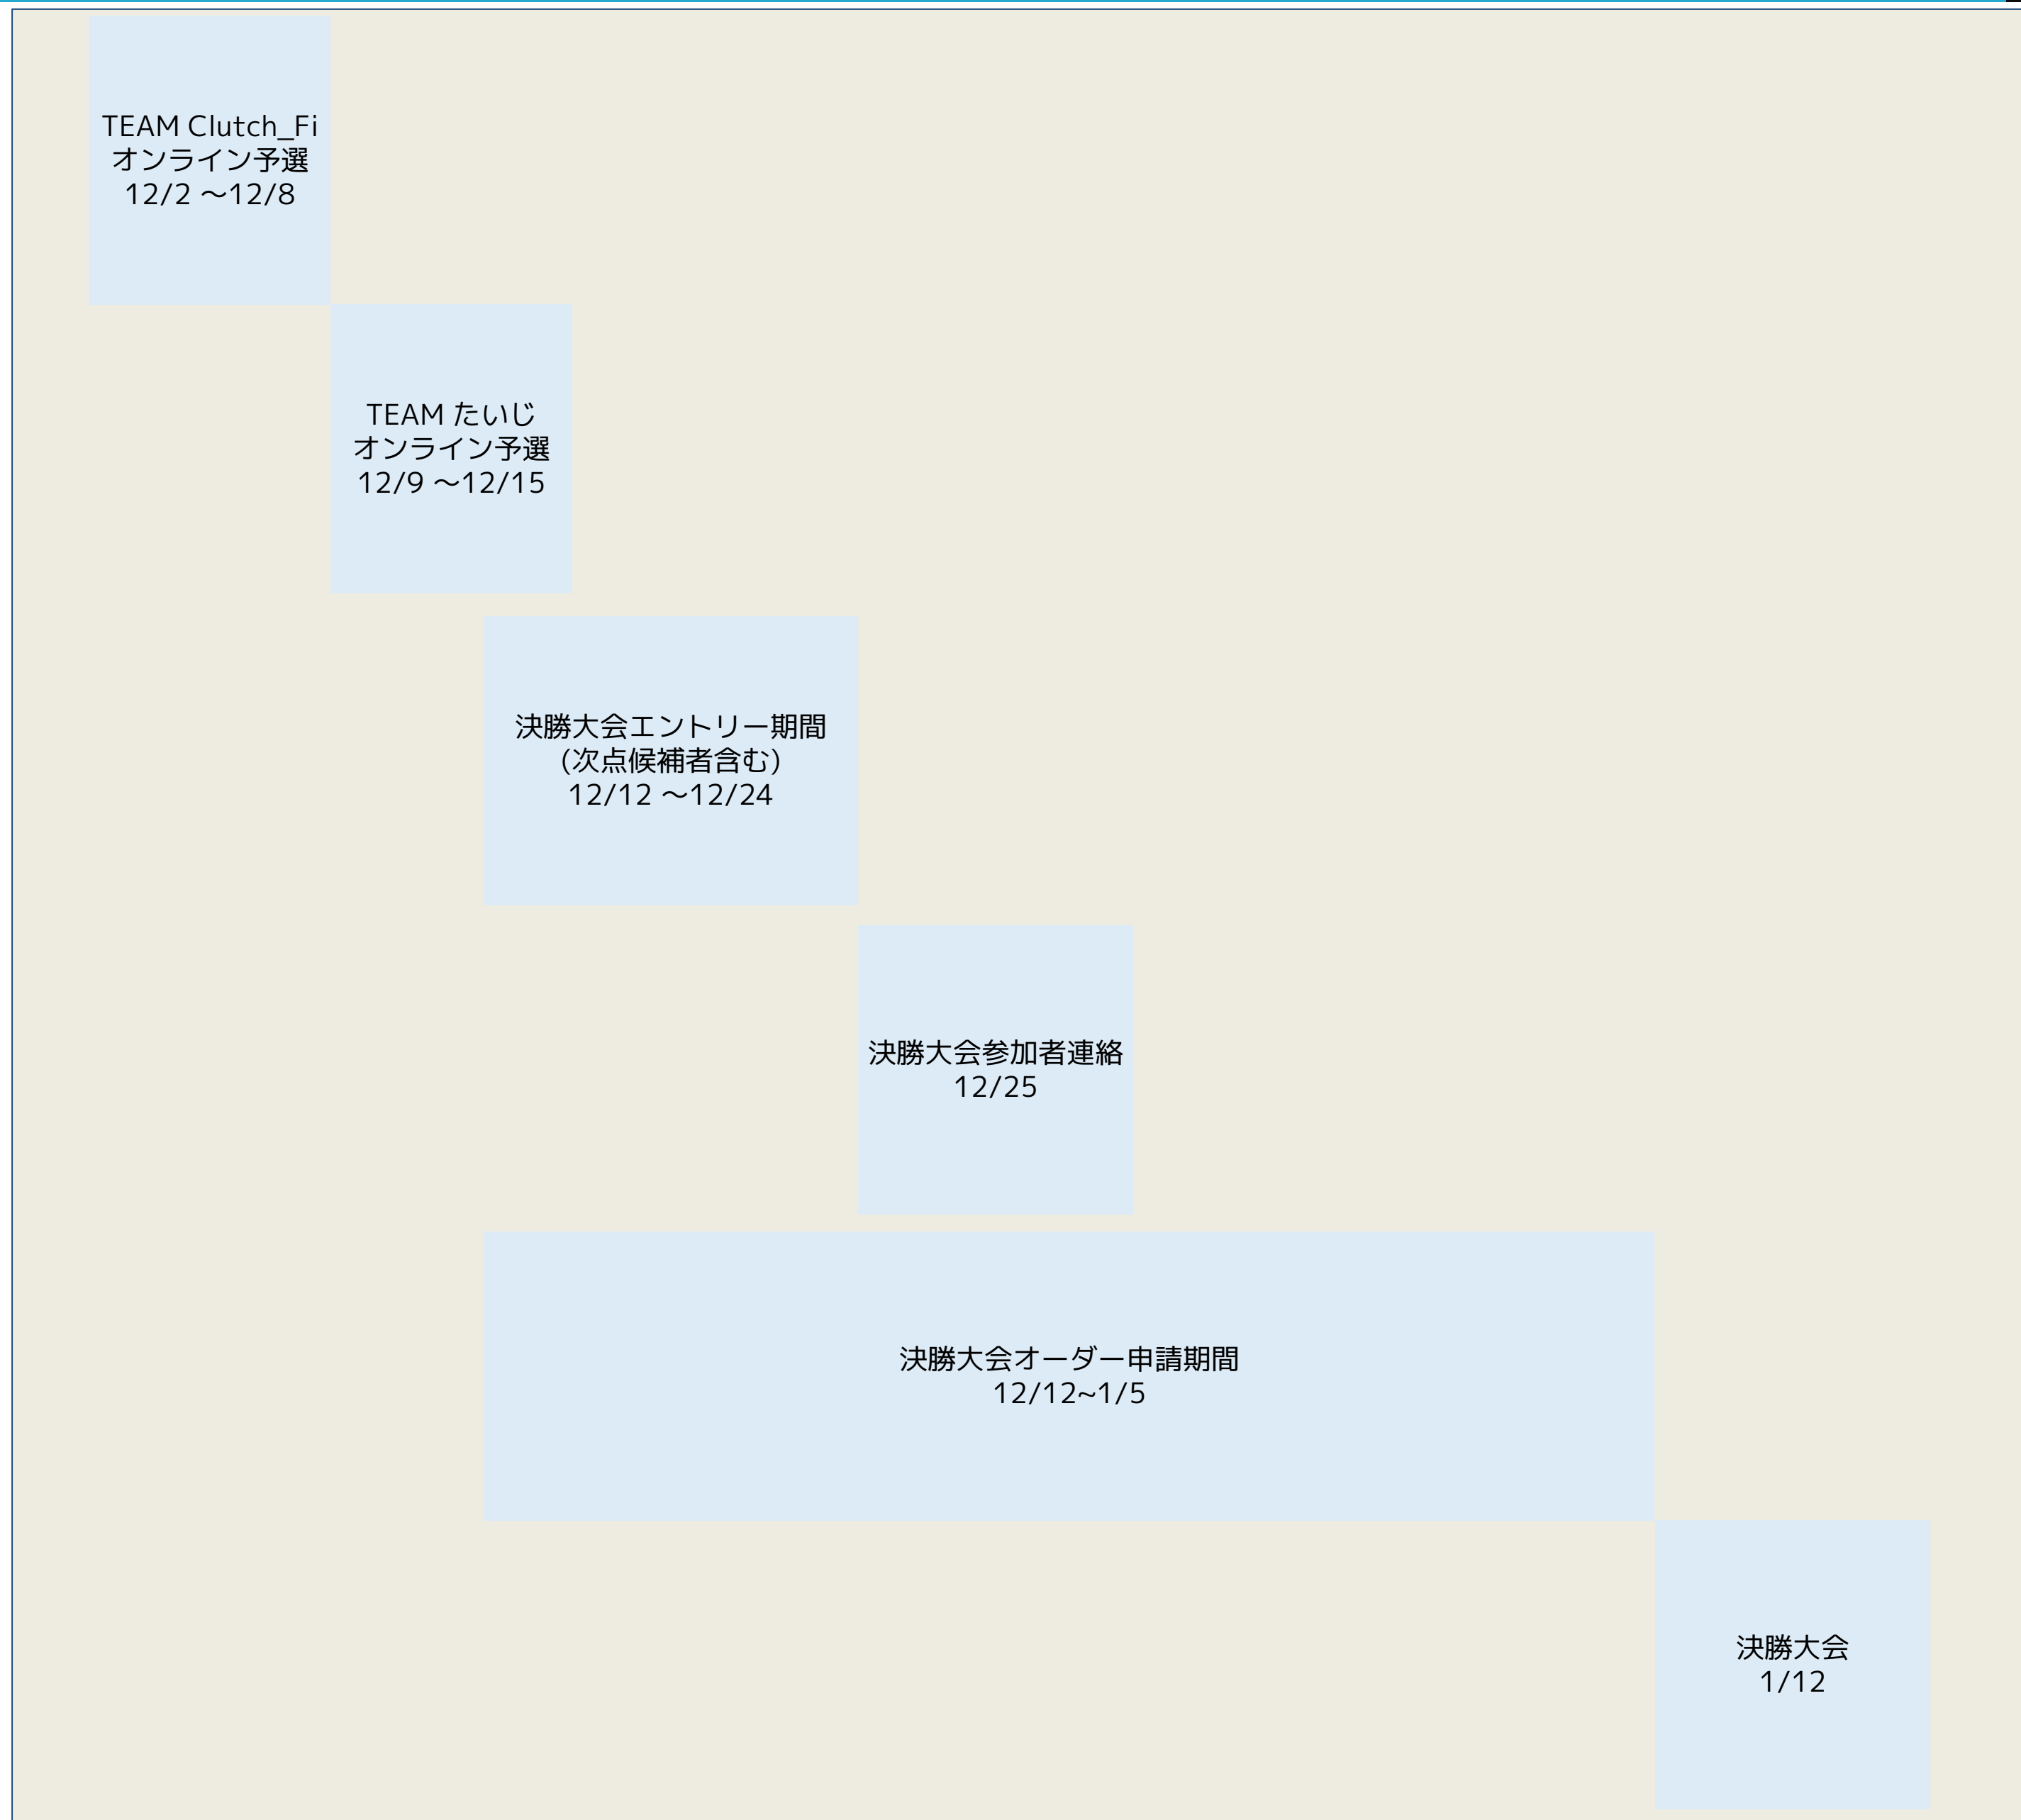 TEAM Clutch_Fi
オンライン予選
12/2 〜12/8
TEAM たいじ
オンライン予選
12/9 〜12/15
決勝大会エントリー期間
(次点候補者含む)
12/12 〜12/24
決勝大会参加者連絡
12/25
決勝大会オーダー申請期間
12/12~1/5
決勝大会
1/12